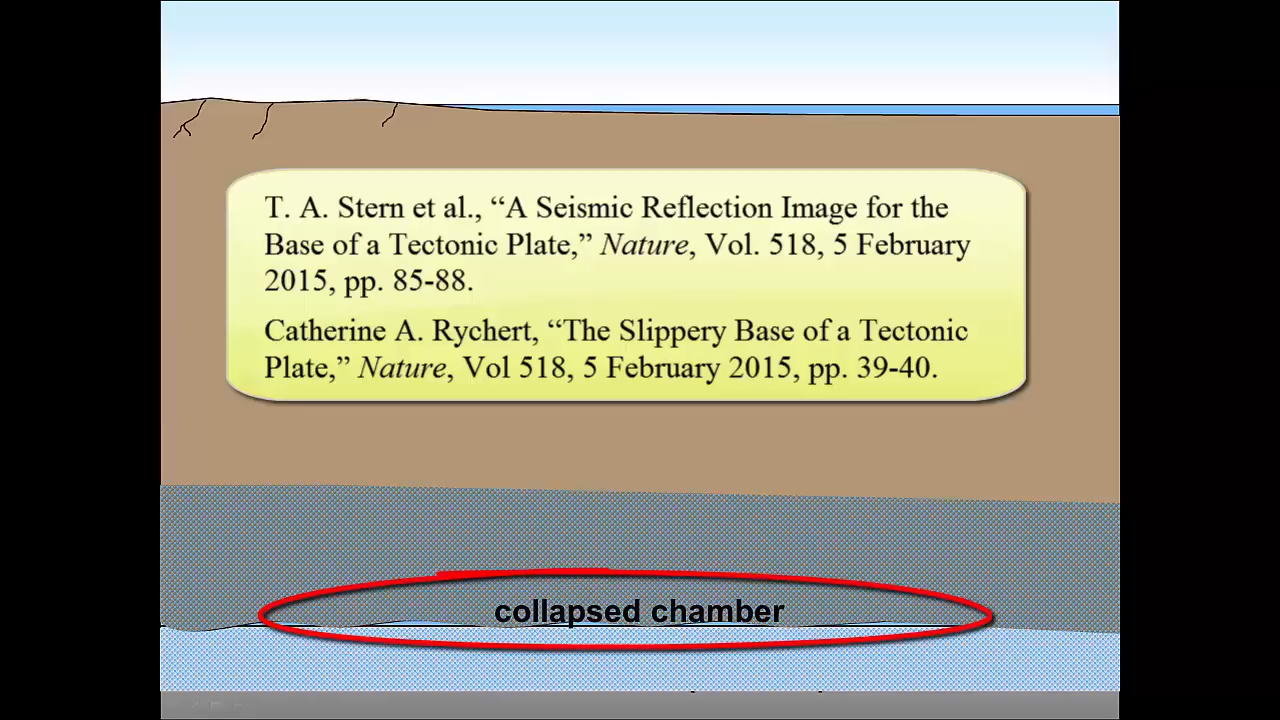 T. A. Stern et al., “A Seismic Reflection Image for the
Base of a Tectonic Plate,” Nature, Vol. 518, 5 February
2015, pp. 85-88.
Catherine A. Rychert, “The Slippery Base of a Tectonic
Plate,” Nature, Vol 518, 5 February 2015, pp. 39-40.
collapsed chamber